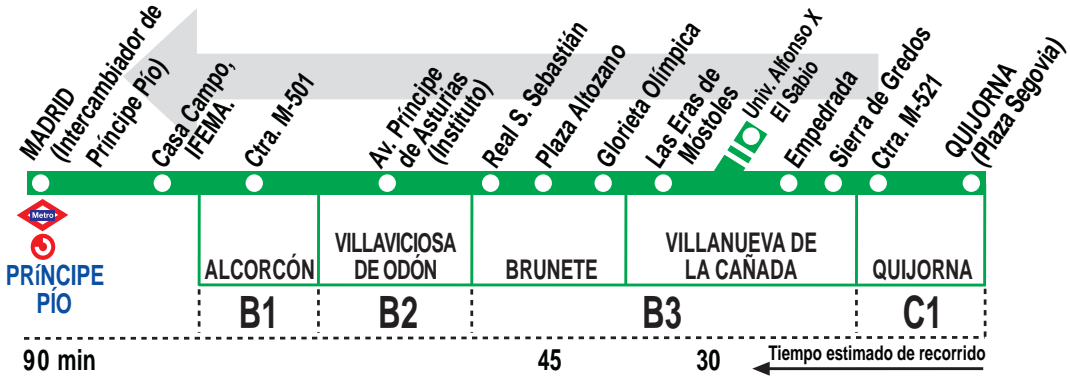 MADRID
(Intercambiador de
Príncipe Pío)
Casa Campo,
IFEMA.
Ctra. M-501
Av. Príncipe
de Asturias
(Instituto)
Real S. Sebastián
Plaza Altozano
Glorieta Olímpica
Las Eras de
Móstoles
Univ. Alfonso X
El Sabio
Empedrada
Sierra de Gredos
Ctra. M-521
QUIJORNA
(Plaza Segovia)
Metro
PRíNCIPE
PÍO
ALCORCÓN
VILLAVICIOSA
DE ODÓN
BRUNETE
VILLANUEVA DE
LA CAÑADA
QUIJORNA
B1
B2
B3
C1
90 min
45
30
Tiempo estimado de recorrido